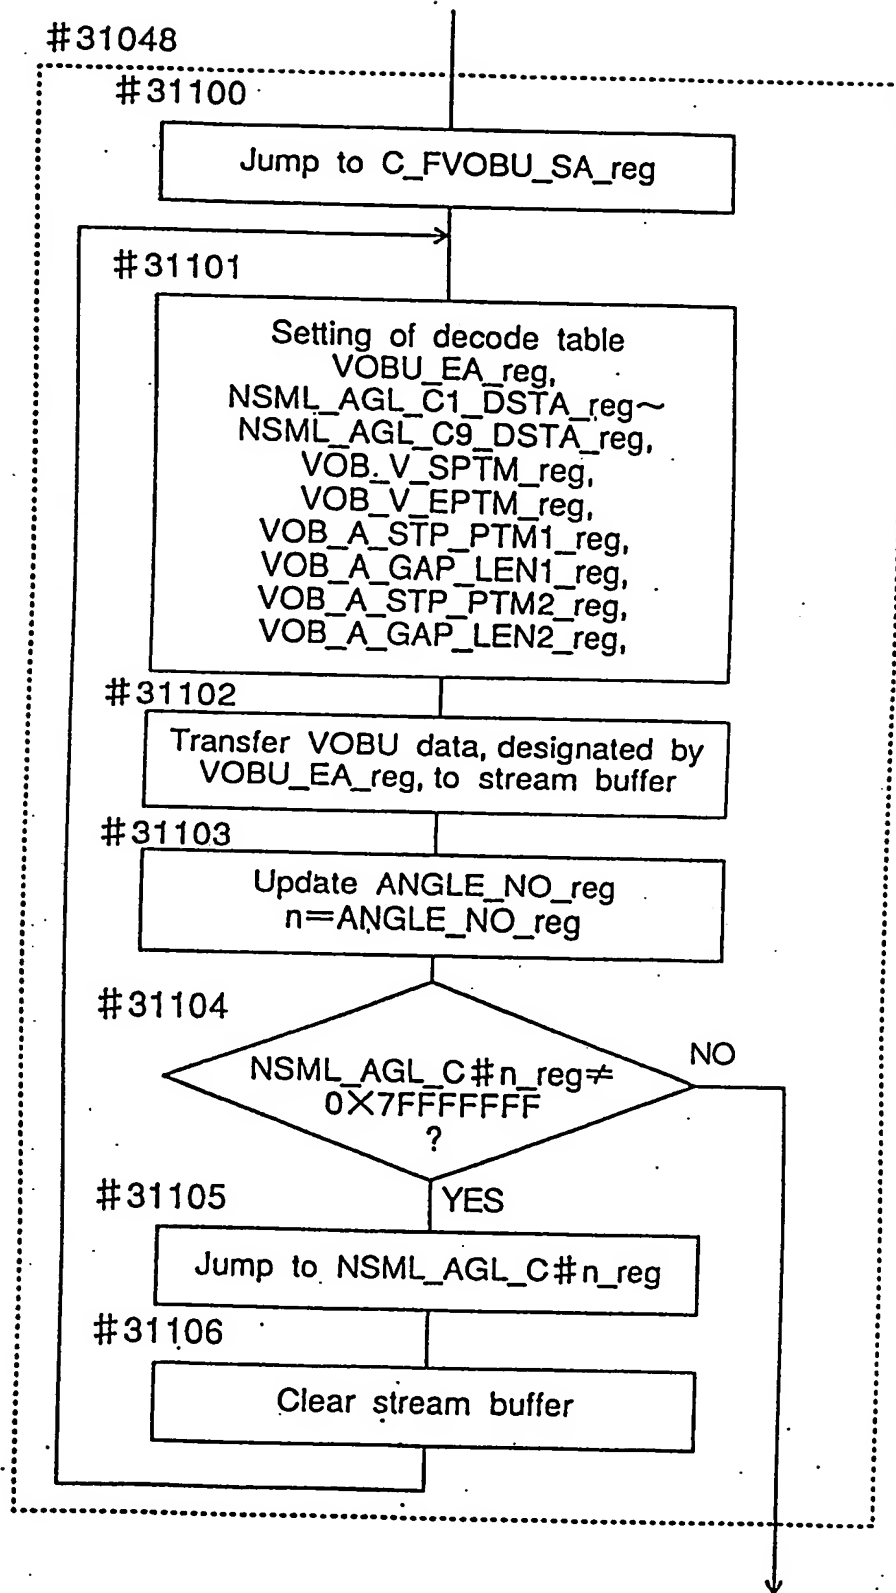 #31048
#31100
Jump to C_FVOBU_SA_reg
#31101
Setting of decode table
VOBU_EA_reg,
NSML_AGL_C1_DSTA_reg~
NSML_AGL_C9_DSTA_reg,
VOB_V_SPTM_reg,
VOB_V_EPTM_reg,
VOB_A_STP_PTM1_reg,
VOB_A_GAP_LEN1_reg,
VOB_A_STP_PTM2_reg,
VOB_A_GAP_LEN2_reg,
#31102
Transfer VOBU data, designated by
VOBU_EA_reg, to stream buffer
#31103
Update ANGLE_NO_reg
n=ANGLE_NO_reg
#31104
NSML_AGL_C#n_reg≠
0X7FFFFFFF
?
NO
YES
#31105
Jump to NSML_AGL_C#n_reg
#31106
Clear stream buffer